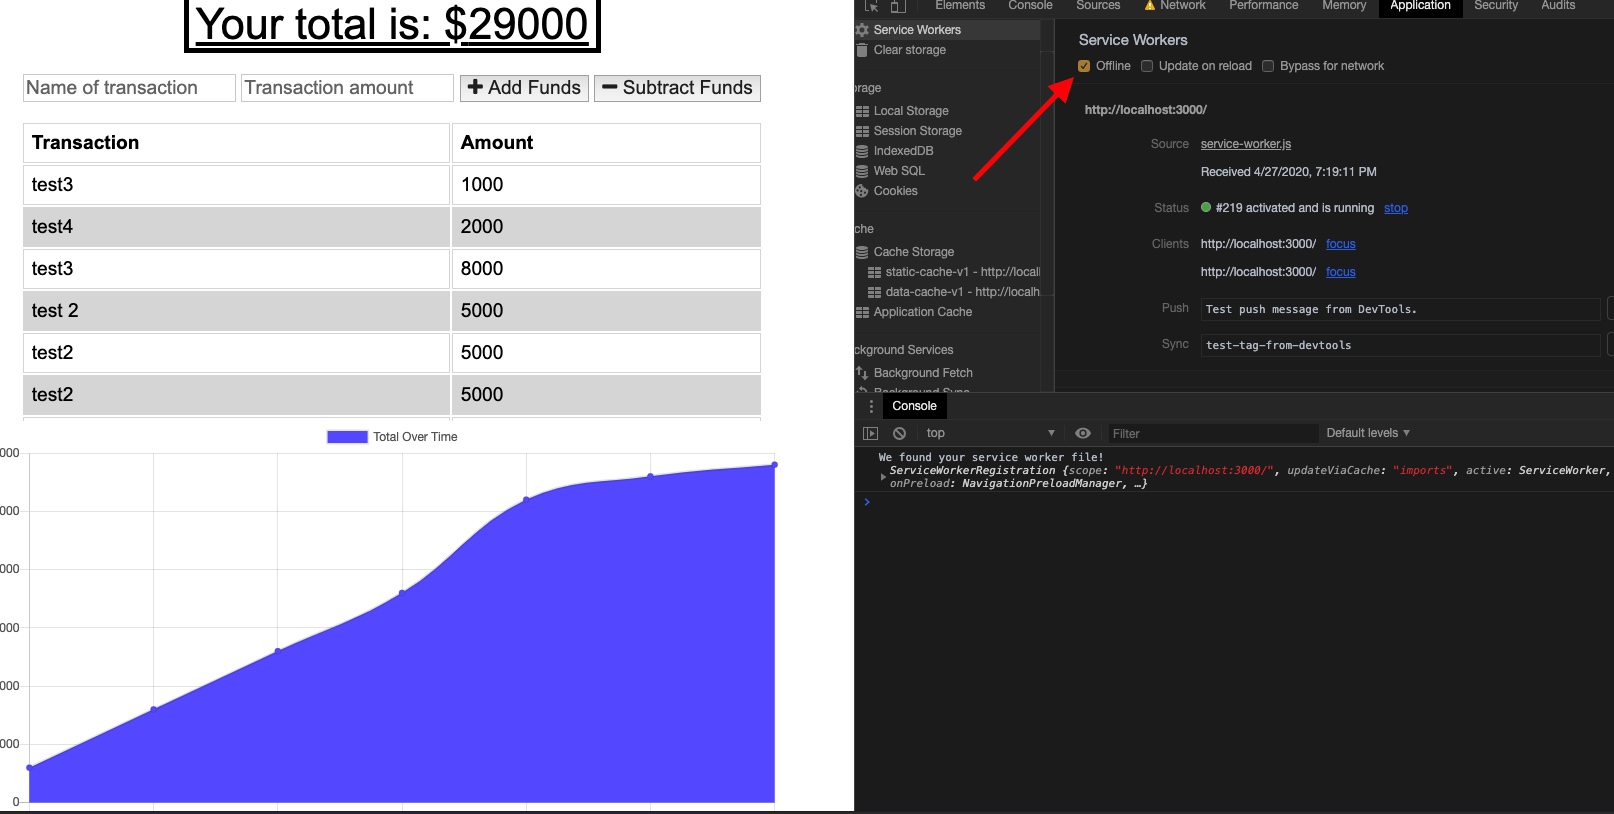 Your total is: $29000
Name of transaction Transaction amount Add Funds Subtract Funds
Transaction Amount
test3 1000
test4 2000
test3 8000
test 2 5000
test2 5000
test2 5000
Total Over Time
000
000
000
000
000
000
0
Elements Console Sources Network Performance Memory Application Security Audits
Service Workers
Clear storage
orage
Local Storage
Session Storage
IndexedDB
Web SQL
Cookies
che
Cache Storage
static-cache-v1 - http://local
data-cache-v1 - http://localh
Application Cache
ckground Services
Background Fetch
Background Sync
Service Workers
Offline Update on reload Bypass for network
http://localhost:3000/
Source service-worker.js
Received 4/27/2020, 7:19:11 PM
Status #219 activated and is running stop
Clients http://localhost:3000/ focus
http://localhost:3000/ focus
Push Test push message from DevTools.
Sync test-tag-from-devtools
Console
top Filter Default levels
We found your service worker file!
ServiceWorkerRegistration {scope: "http://localhost:3000/", updateViaCache: "imports", active: ServiceWorker,
onPreload: NavigationPreloadManager, …}